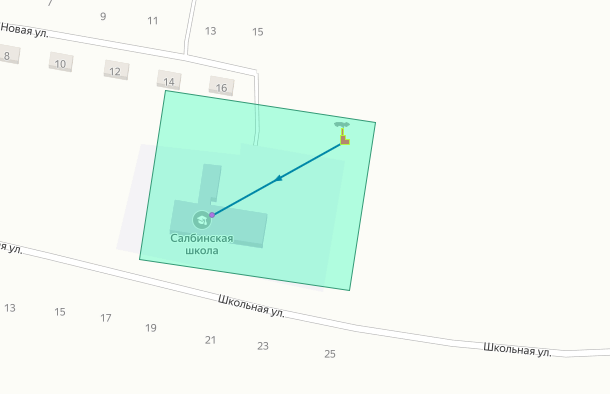 7
9
11
13
15
Новая ул.
8
10
12
14
16
Салбинская
школа
я ул.
Школьная ул.
Школьная ул.
13
15
17
19
21
23
25